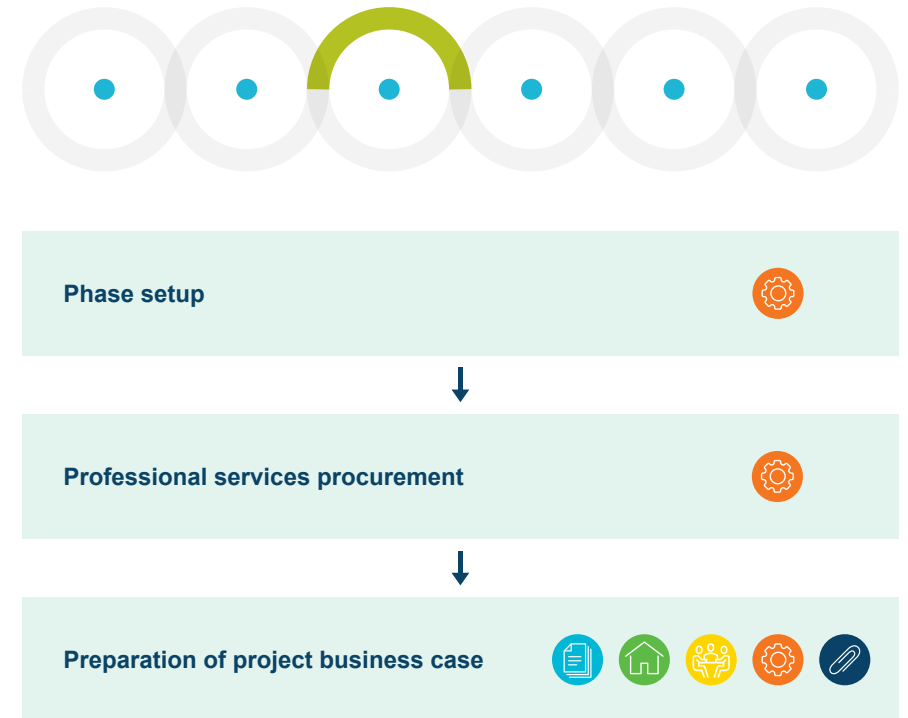 Phase setup
Professional services procurement
Preparation of project business case